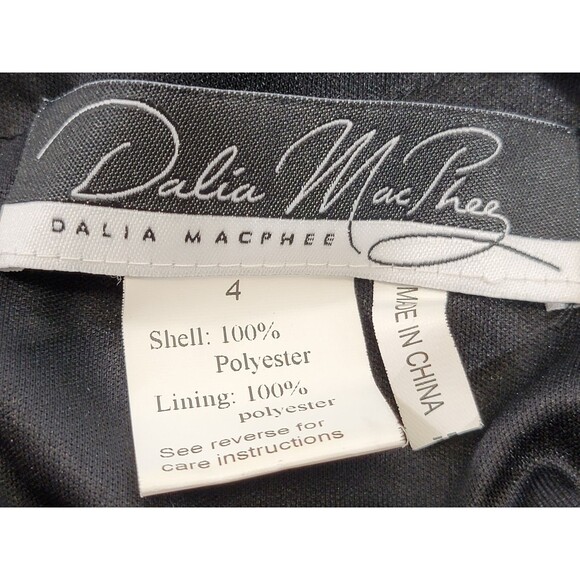 Dalia MacPhee
DALIA MACPHEE
4
Shell: 100%
Polyester
Lining: 100%
polyester
See reverse for
care instructions
MADE IN CHINA